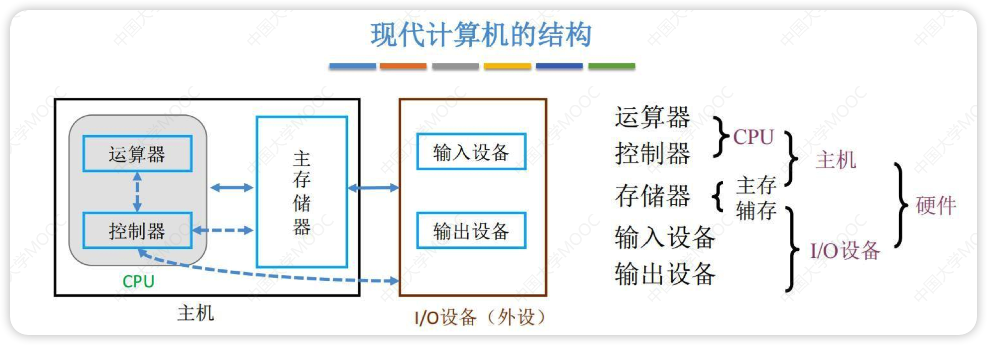 现代计算机的结构
运算器
控制器
CPU
主存储器
主机
输入设备
输出设备
I/O设备（外设）
运算器
控制器
CPU
存储器
主存
辅存
主机
输入设备
输出设备
I/O设备
硬件
中国大学MOOC